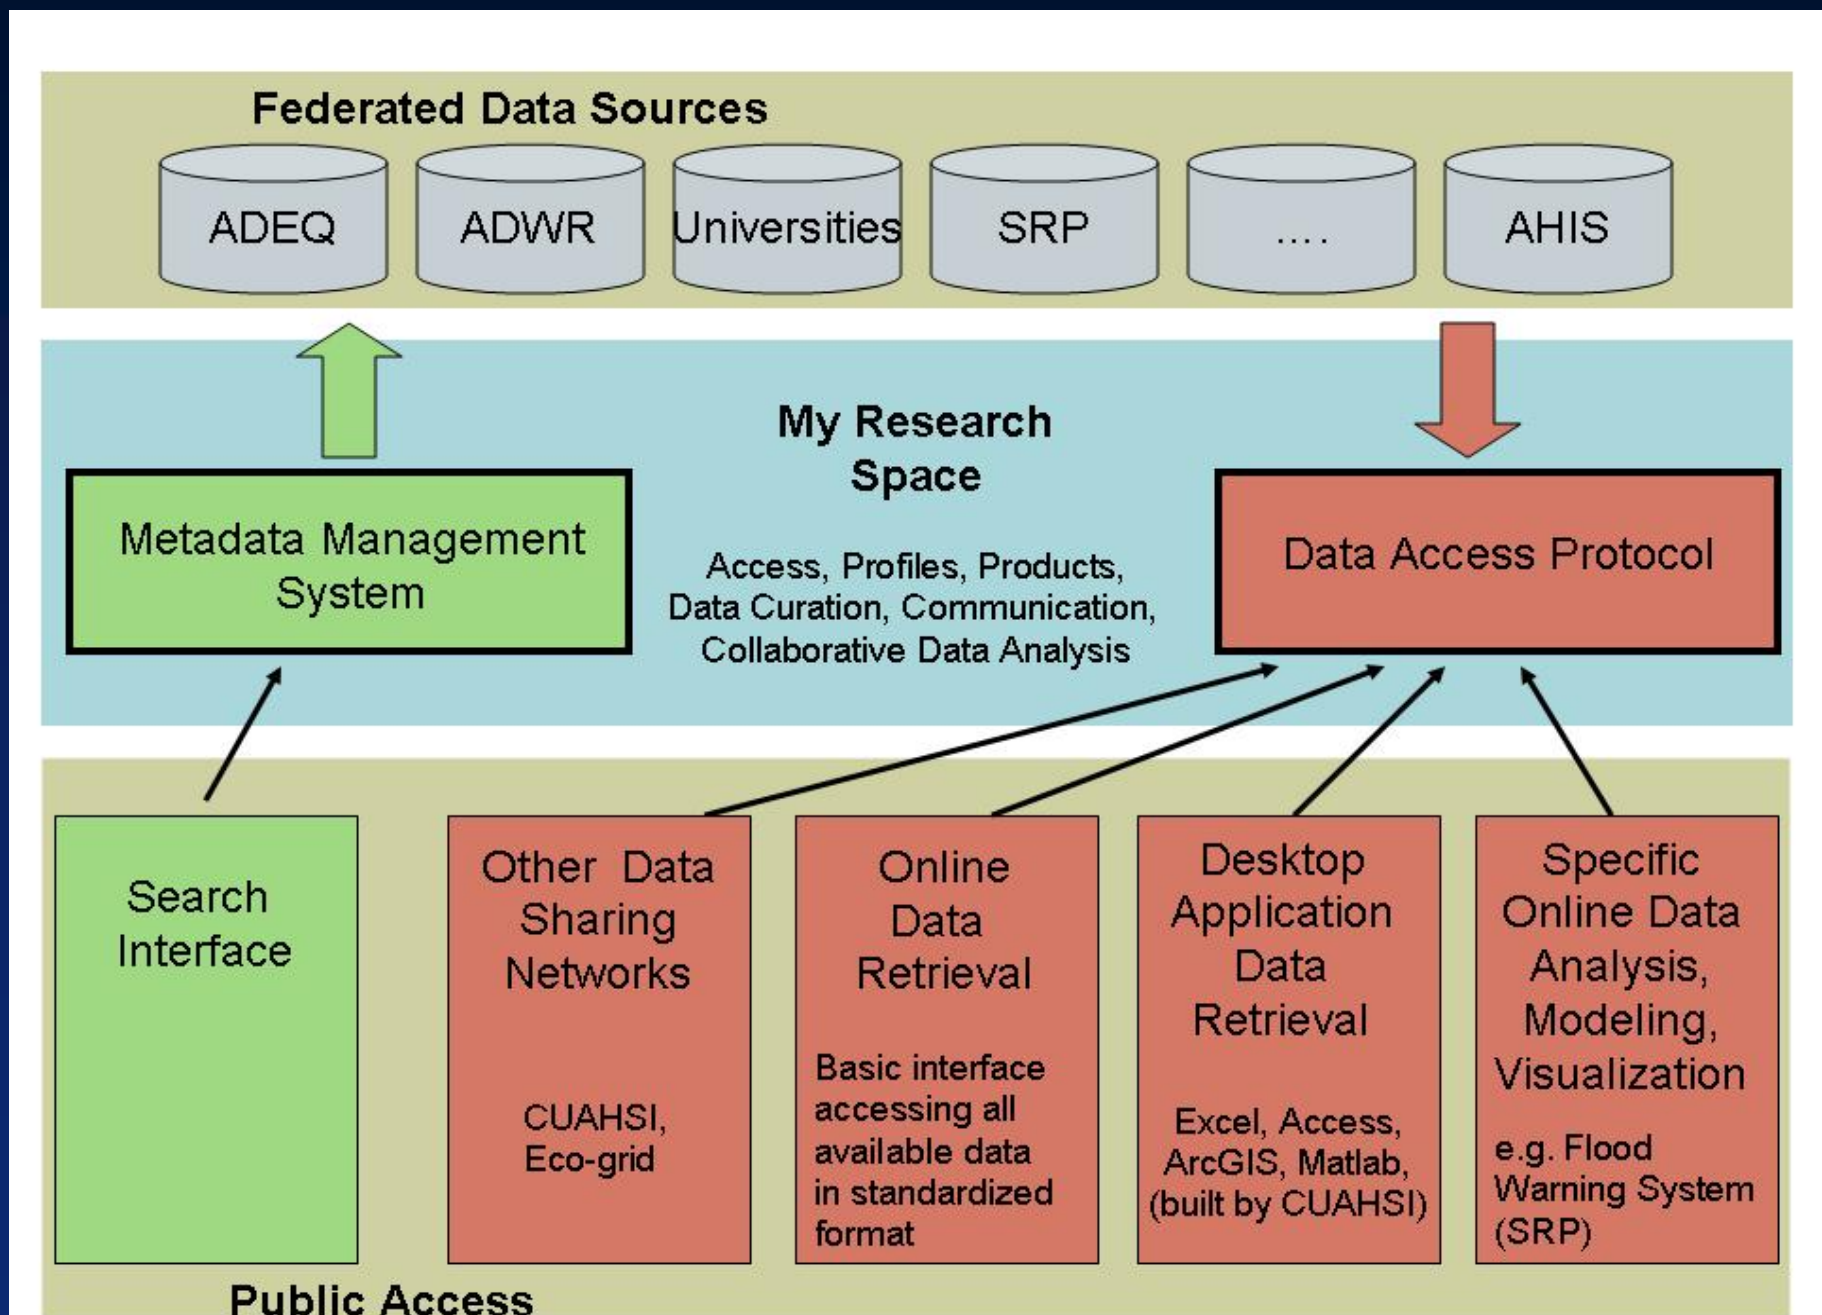 Federated Data Sources
ADEQ
ADWR
Universities
SRP
....
AHIS
My Research
Space
Access, Profiles, Products,
Data Curation, Communication,
Collaborative Data Analysis
Metadata Management
System
Data Access Protocol
Search
Interface
Other Data
Sharing
Networks
CUAHSI,
Eco-grid
Online
Data
Retrieval
Basic interface
accessing all
available data
in standardized
format
Desktop
Application
Data
Retrieval
Excel, Access,
ArcGIS, Matlab,
(built by CUAHSI)
Specific
Online Data
Analysis,
Modeling,
Visualization
e.g. Flood
Warning System
(SRP)
Public Access